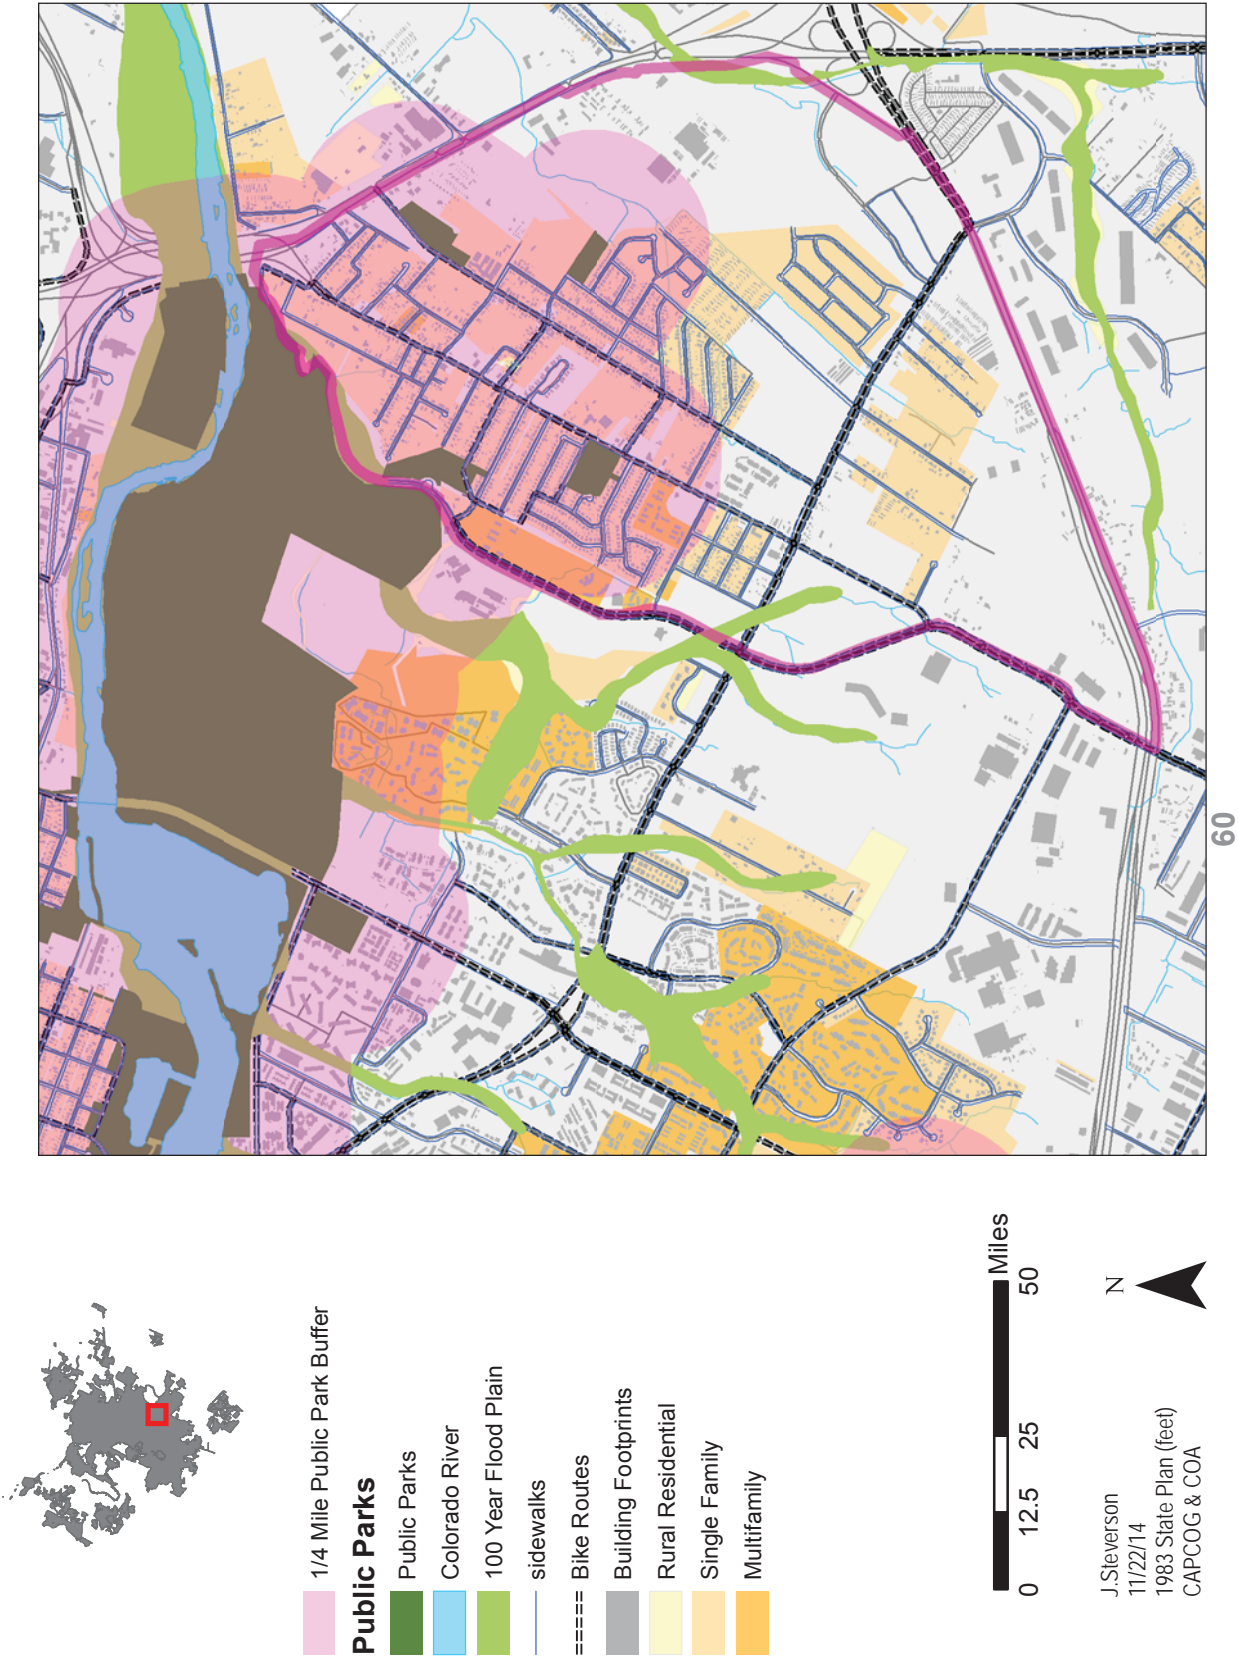 1/4 Mile Public Park Buffer
Public Parks
Public Parks
Colorado River
100 Year Flood Plain
sidewalks
Bike Routes
Building Footprints
Rural Residential
Single Family
Multifamily
Miles
0 12.5 25 50
N
J.Steverson
11/22/14
1983 State Plan (feet)
CAPCOG & COA
60